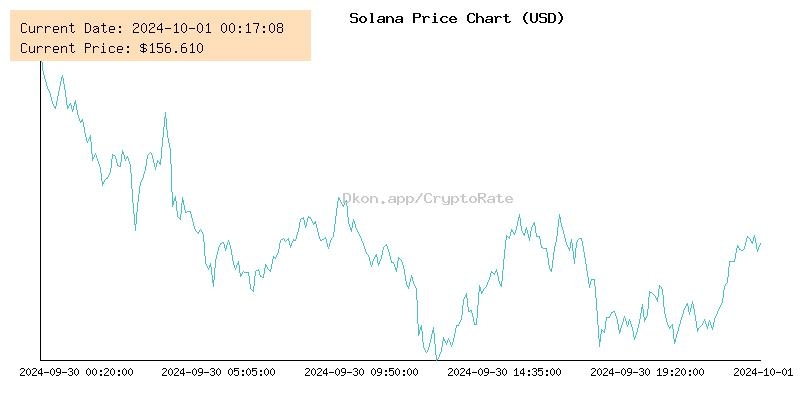 Solana Price Chart (USD)
Current Date: 2024-10-01 00:17:08
Current Price: $156.610
Dkon.app/CryptoRate
2024-09-30 00:20:00 2024-09-30 05:05:00 2024-09-30 09:50:00 2024-09-30 14:35:00 2024-09-30 19:20:00 2024-10-01